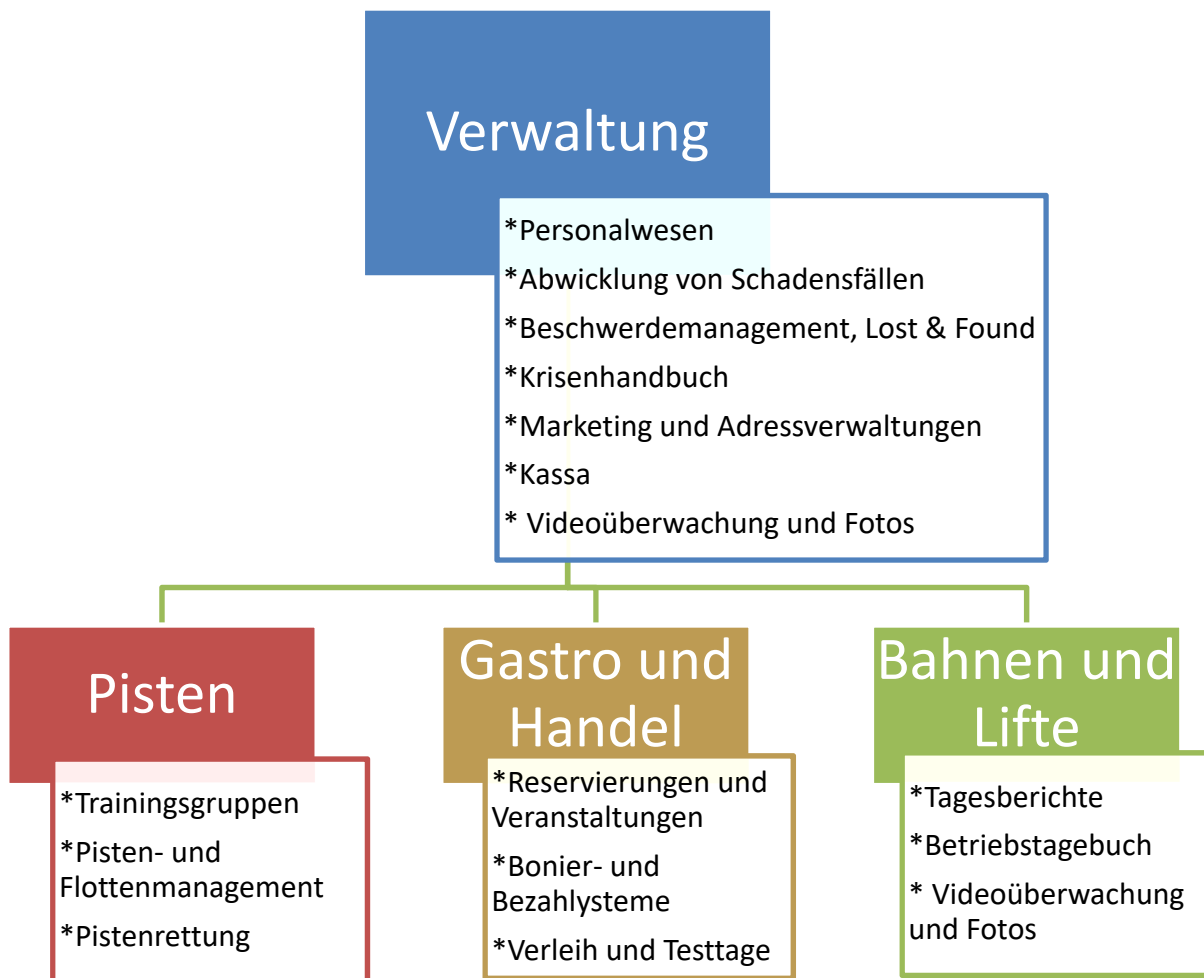 Verwaltung
*Personalwesen
*Abwicklung von Schadensfällen
*Beschwerdemanagement, Lost & Found
*Krisenhandbuch
*Marketing und Adressverwaltungen
*Kassa
* Videoüberwachung und Fotos
Pisten
*Trainingsgruppen
*Pisten- und
Flottenmanagement
*Pistenrettung
Gastro und
Handel
*Reservierungen und
Veranstaltungen
*Bonier- und
Bezahlysteme
*Verleih und Testtage
Bahnen und
Lifte
*Tagesberichte
*Betriebstagebuch
* Videoüberwachung
und Fotos